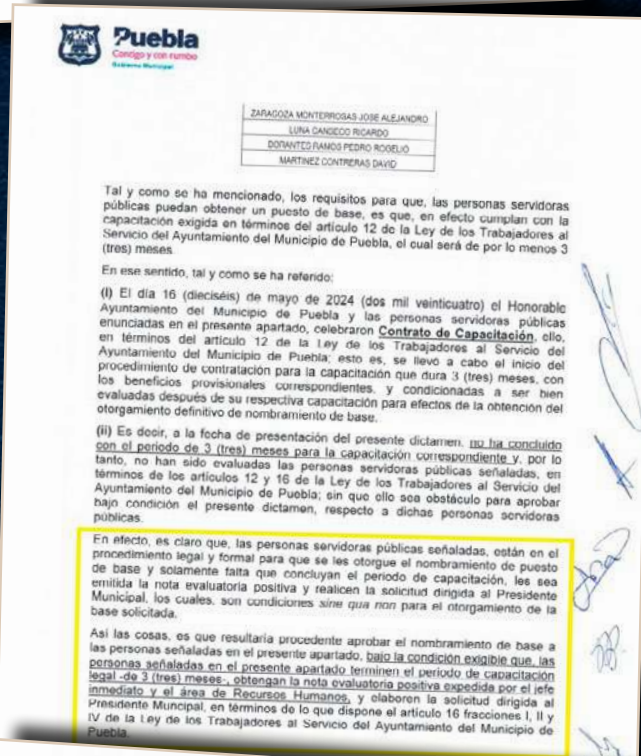 Puebla
Contigo y con rumbo
Gobierno Municipal
ZARAGOZA MONTERROSAS JOSE ALEJANDRO
LUNA RICARDO
DORANTES RAMOS PEDRO ROGELIO
MARTINEZ CONTRERAS DAVID
Tal y como se ha mencionado, los requisitos para que, las personas servidoras
públicas puedan obtener un puesto de base, es que, en efecto cumplan con la
capacitación exigida en términos del artículo 12 de la Ley de los Trabajadores al
Servicio del Ayuntamiento del Municipio de Puebla, el cual será de por lo menos 3
(tres) meses.
En ese sentido, tal y como se ha referido:
(i) El día 16 (dieciséis) de mayo de 2024 (dos mil veinticuatro) el Honorable
Ayuntamiento del Municipio de Puebla y las personas servidoras públicas
enunciadas en el presente apartado, celebraron Contrato de Capacitación, ello,
en términos del artículo 12 de la Ley de los Trabajadores al Servicio del
Ayuntamiento del Municipio de Puebla; esto es, se llevo a cabo el inicio del
procedimiento de contratación para la capacitación que dura 3 (tres) meses, con
los beneficios provisionales correspondientes, y condicionadas a ser bien
evaluadas después de su respectiva capacitación para efectos de la obtención del
otorgamiento definitivo de nombramiento de base.
(ii) Es decir, a la fecha de presentación del presente dictamen, no ha concluido
con el periodo de 3 (tres) meses para la capacitación correspondiente y, por lo
tanto, no han sido evaluadas las personas servidoras públicas señaladas, en
términos de los artículos 12 y 16 de la Ley de los Trabajadores al Servicio del
Ayuntamiento del Municipio de Puebla; sin que ello sea obstáculo para aprobar
bajo condición el presente dictamen, respecto a dichas personas servidoras
públicas.
En efecto, es claro que, las personas servidoras públicas señaladas, están en el
procedimiento legal y formal para que se les otorgue el nombramiento de puesto
de base y solamente falta que concluyan el periodo de capacitación, les sea
emitida la nota evaluatoria positiva y realicen la solicitud dirigida al Presidente
Municipal, los cuales, son condiciones sine qua non para el otorgamiento de la
base solicitada.
Así las cosas, es que resultaría procedente aprobar el nombramiento de base a
las personas señaladas en el presente apartado, bajo la condición exigible que, las
personas señaladas en el presente apartado terminen el periodo de capacitación
legal -de 3 (tres) meses-, obtengan la nota evaluatoria positiva expedida por el jefe
inmediato y el área de Recursos Humanos, y elaboren la solicitud dirigida al
Presidente Muncipal, en términos de lo que dispone el artículo 16 fracciones I, II y
IV de la Ley de los Trabajadores al Servicio del Ayuntamiento del Municipio de
Puebla.